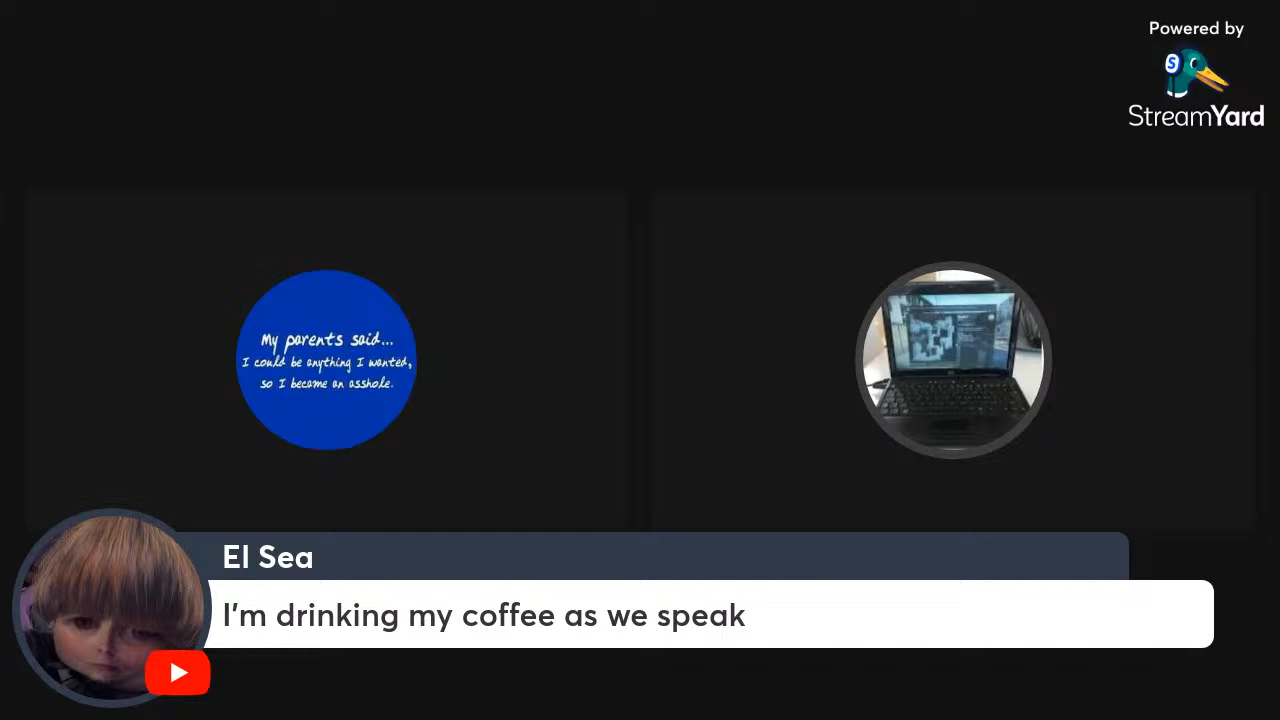 Powered by
S
StreamYard
My parents said...
I could be anything I wanted,
so I became an asshole.
El Sea
I'm drinking my coffee as we speak